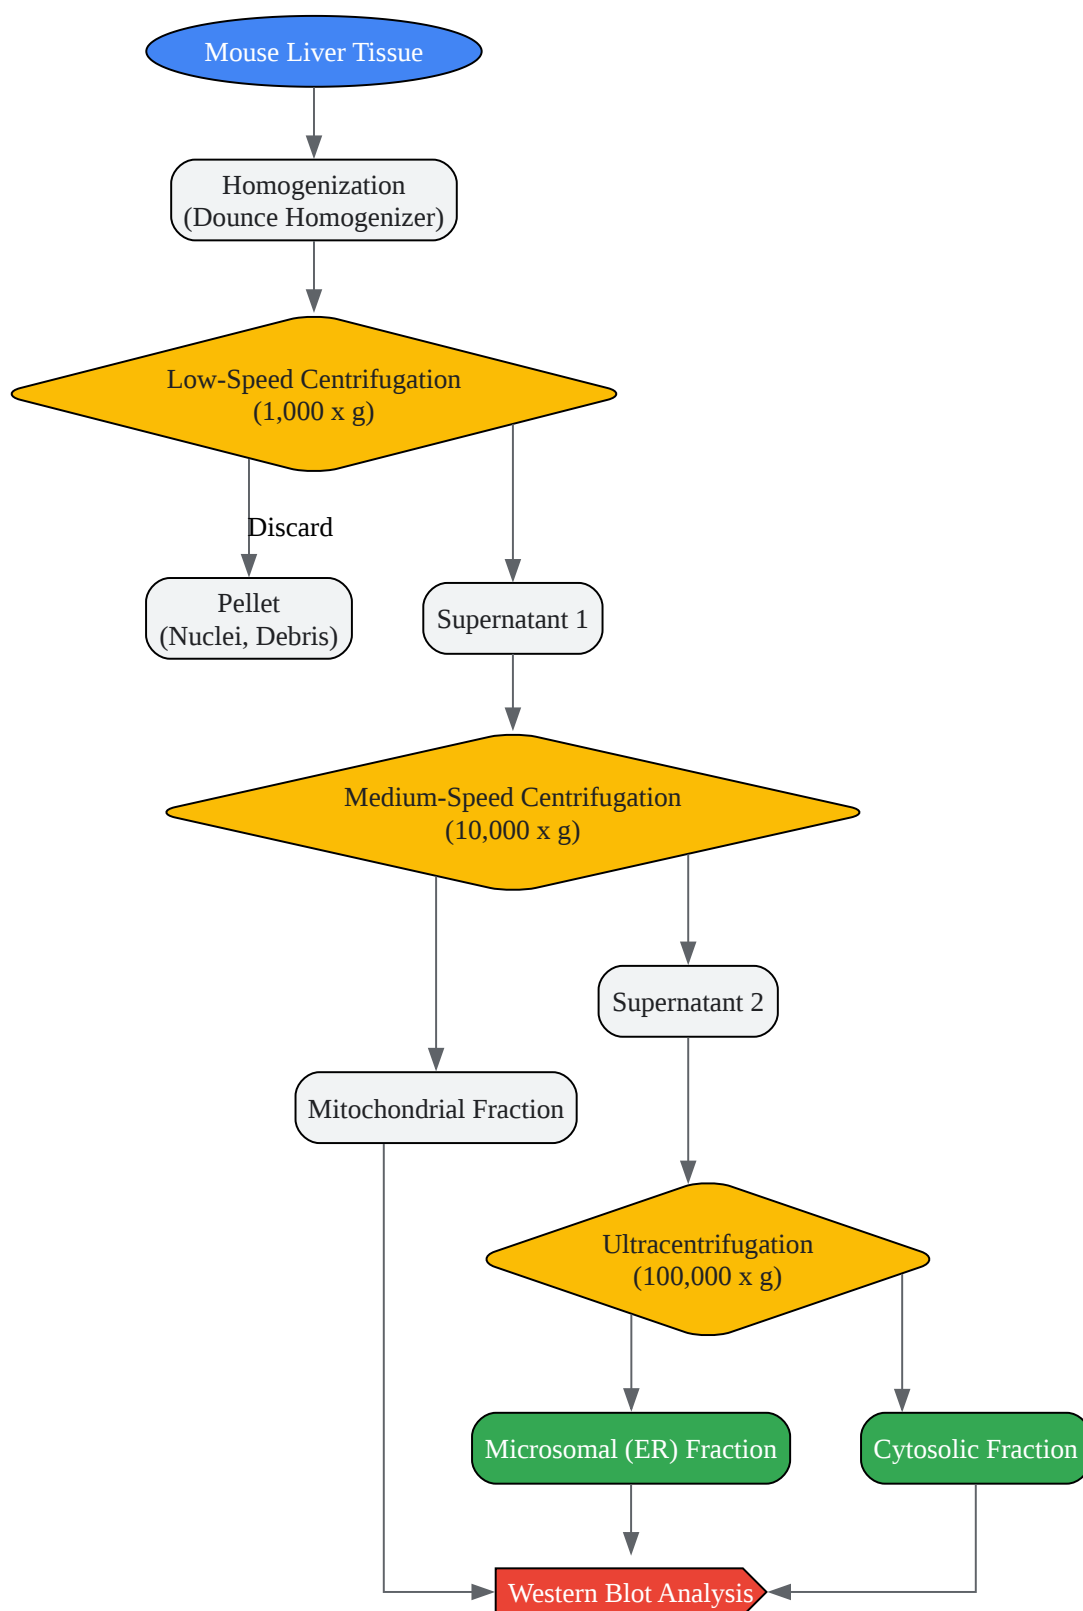 Mouse Liver Tissue
Homogenization
(Dounce Homogenizer)
Low-Speed Centrifugation
(1,000 x g)
Discard
Pellet
(Nuclei, Debris)
Supernatant 1
Medium-Speed Centrifugation
(10,000 x g)
Supernatant 2
Mitochondrial Fraction
Ultracentrifugation
(100,000 x g)
Microsomal (ER) Fraction
Cytosolic Fraction
Western Blot Analysis